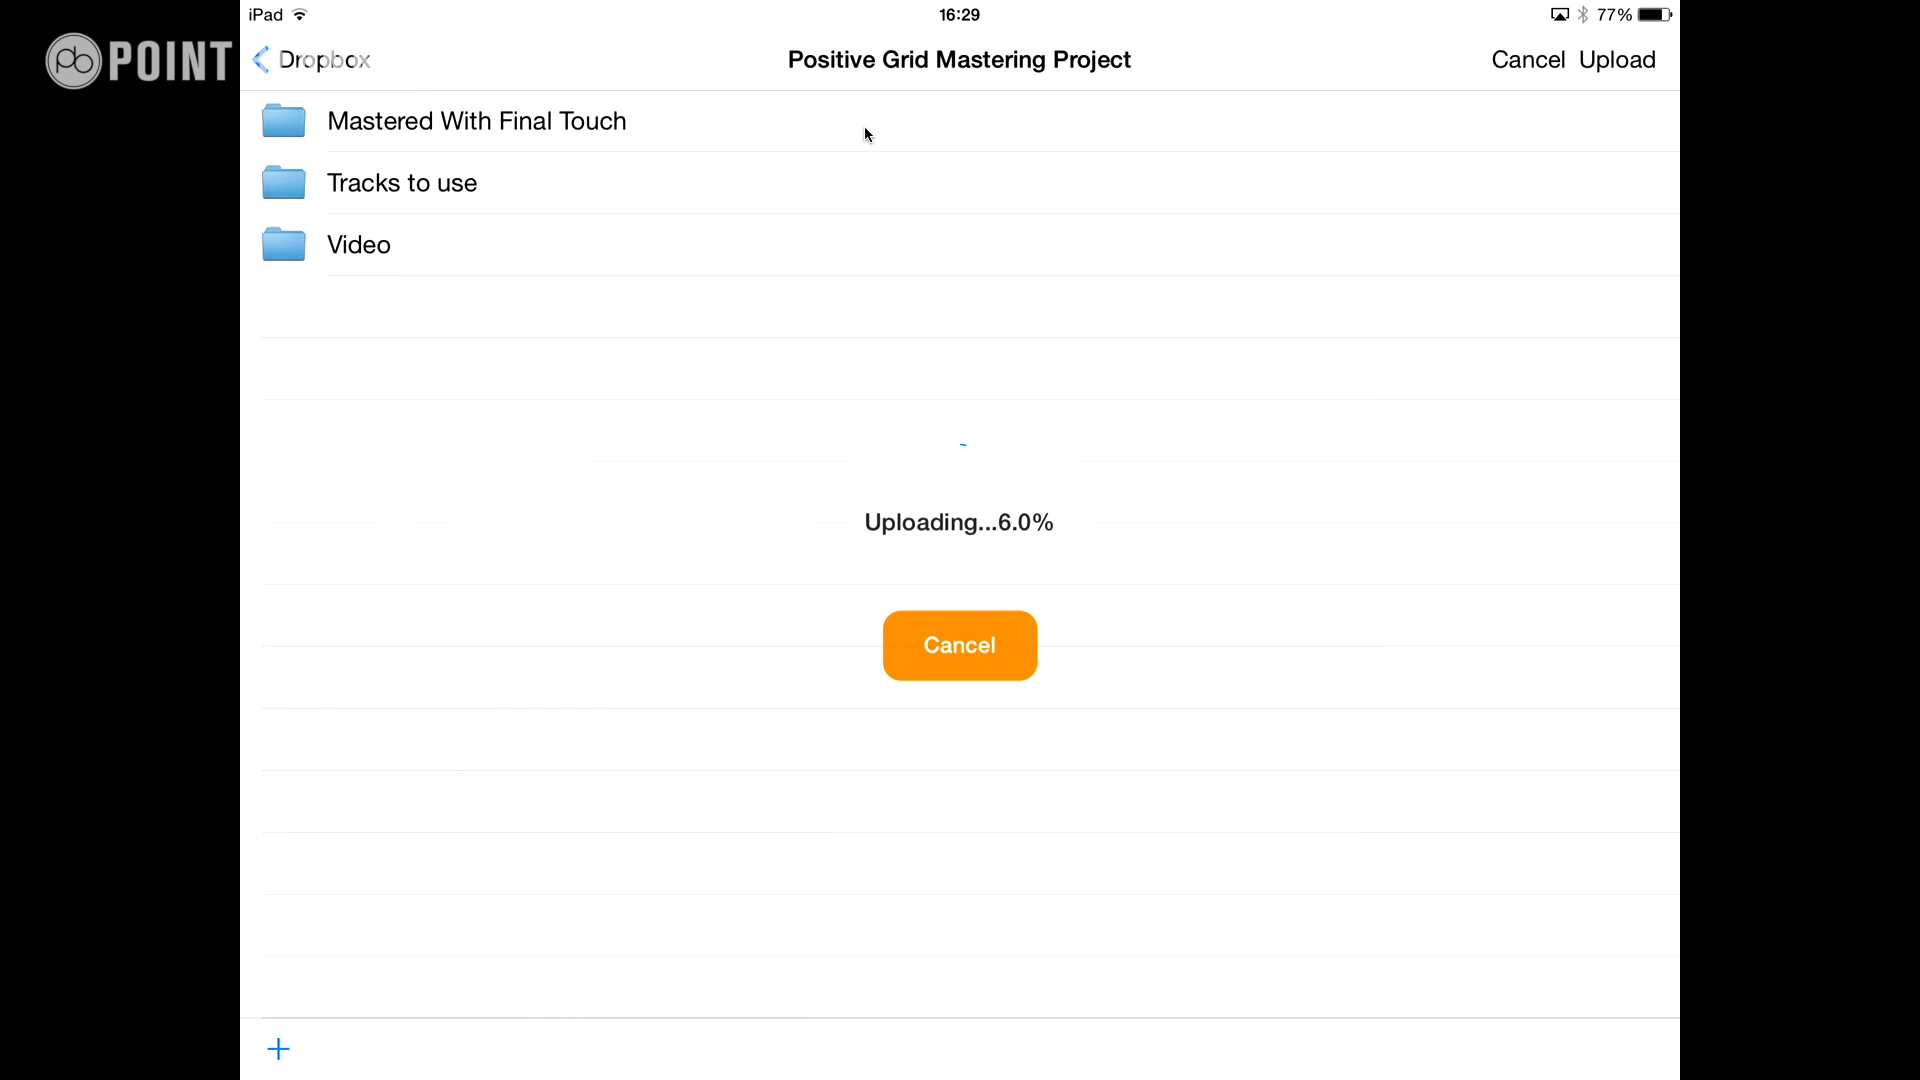 iPad 16:29 77%
pb POINT
Dropbox Positive Grid Mastering Project Cancel Upload
Mastered With Final Touch
Tracks to use
Video
Uploading...6.0%
Cancel